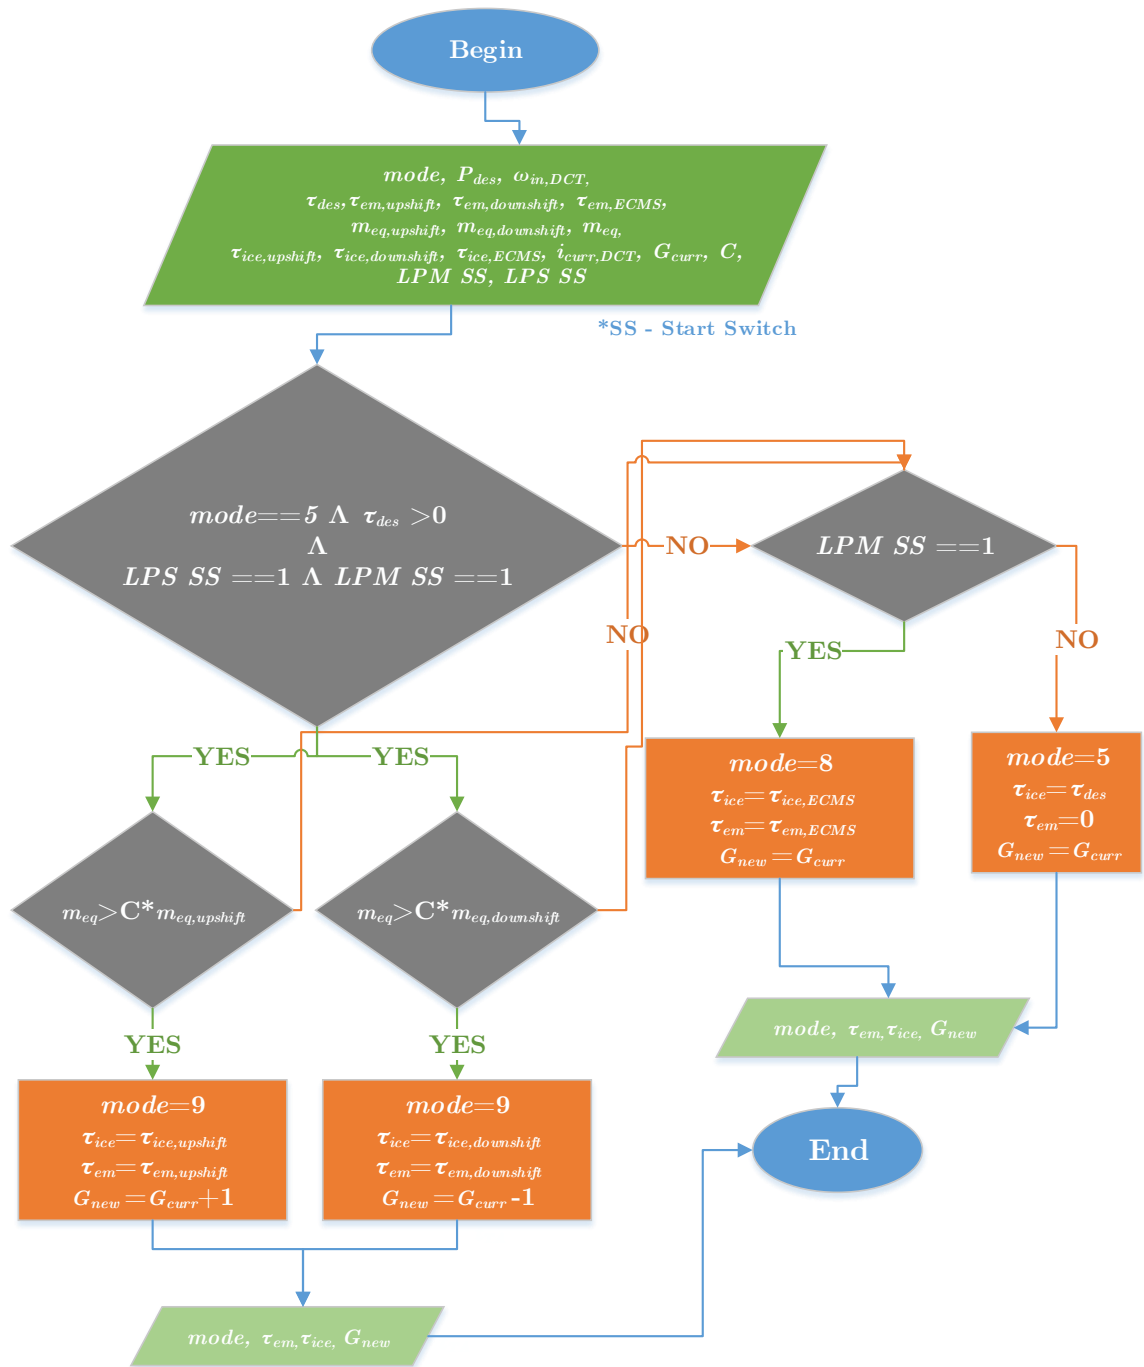 Begin
mode, P_des, ω_in,DCT,
τ_des,τ_em,upshift, τ_em,downshift, τ_em,ECMS,
m_eq,upshift, m_eq,downshift, m_eq,
τ_ice,upshift, τ_ice,downshift, τ_ice,ECMS, i_curr,DCT, G_curr, C,
LPM SS, LPS SS
*SS - Start Switch
mode==5 Λ τ_des >0
Λ
LPS SS ==1 Λ LPM SS ==1
NO
LPM SS ==1
NO
YES
NO
YES
YES
mode=8
τ_ice=τ_ice,ECMS
τ_em=τ_em,ECMS
G_new=G_curr
mode=5
τ_ice=τ_des
τ_em=0
G_new=G_curr
m_eq>C*m_eq,upshift
m_eq>C*m_eq,downshift
YES
YES
mode=9
τ_ice=τ_ice,upshift
τ_em=τ_em,upshift
G_new=G_curr+1
mode=9
τ_ice=τ_ice,downshift
τ_em=τ_em,downshift
G_new=G_curr-1
mode, τ_em,τ_ice, G_new
End
mode, τ_em,τ_ice, G_new